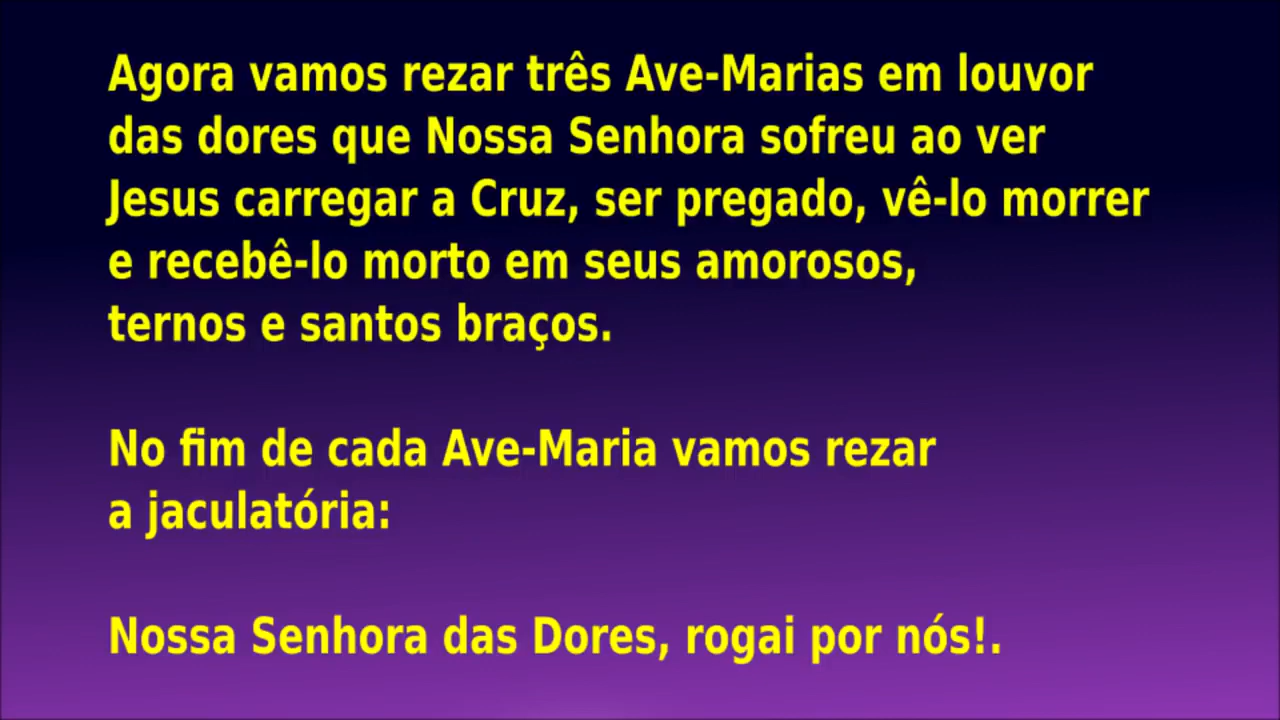 Agora vamos rezar três Ave-Marias em louvor
das dores que Nossa Senhora sofreu ao ver
Jesus carregar a Cruz, ser pregado, vê-lo morrer
e recebê-lo morto em seus amorosos,
ternos e santos braços.
No fim de cada Ave-Maria vamos rezar
a jaculatória:
Nossa Senhora das Dores, rogai por nós!.